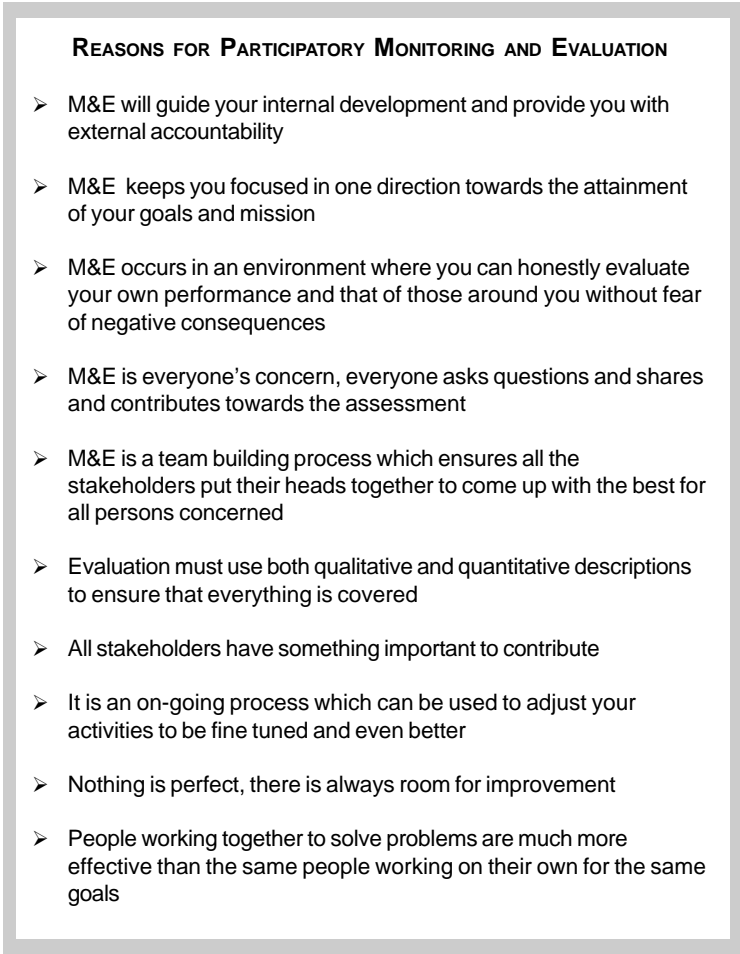 REASONS FOR PARTICIPATORY MONITORING AND EVALUATION
➢ M&E will guide your internal development and provide you with
external accountability
➢ M&E keeps you focused in one direction towards the attainment
of your goals and mission
➢ M&E occurs in an environment where you can honestly evaluate
your own performance and that of those around you without fear
of negative consequences
➢ M&E is everyone's concern, everyone asks questions and shares
and contributes towards the assessment
➢ M&E is a team building process which ensures all the
stakeholders put their heads together to come up with the best for
all persons concerned
➢ Evaluation must use both qualitative and quantitative descriptions
to ensure that everything is covered
➢ All stakeholders have something important to contribute
➢ It is an on-going process which can be used to adjust your
activities to be fine tuned and even better
➢ Nothing is perfect, there is always room for improvement
➢ People working together to solve problems are much more
effective than the same people working on their own for the same
goals